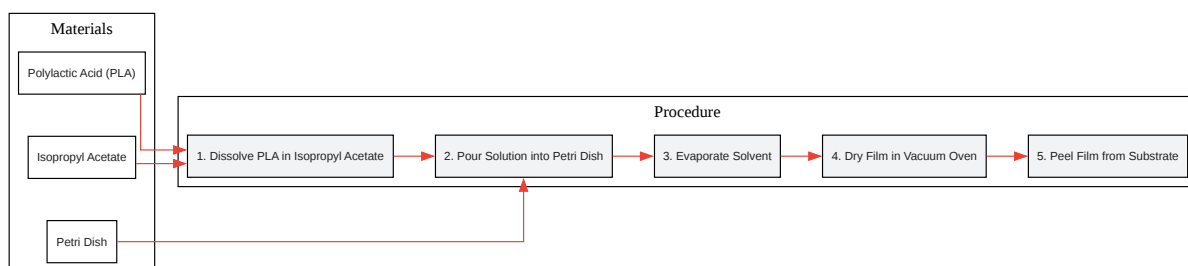 Materials
Polylactic Acid (PLA)
Isopropyl Acetate
Petri Dish
Procedure
1. Dissolve PLA in Isopropyl Acetate
2. Pour Solution into Petri Dish
3. Evaporate Solvent
4. Dry Film in Vacuum Oven
5. Peel Film from Substrate